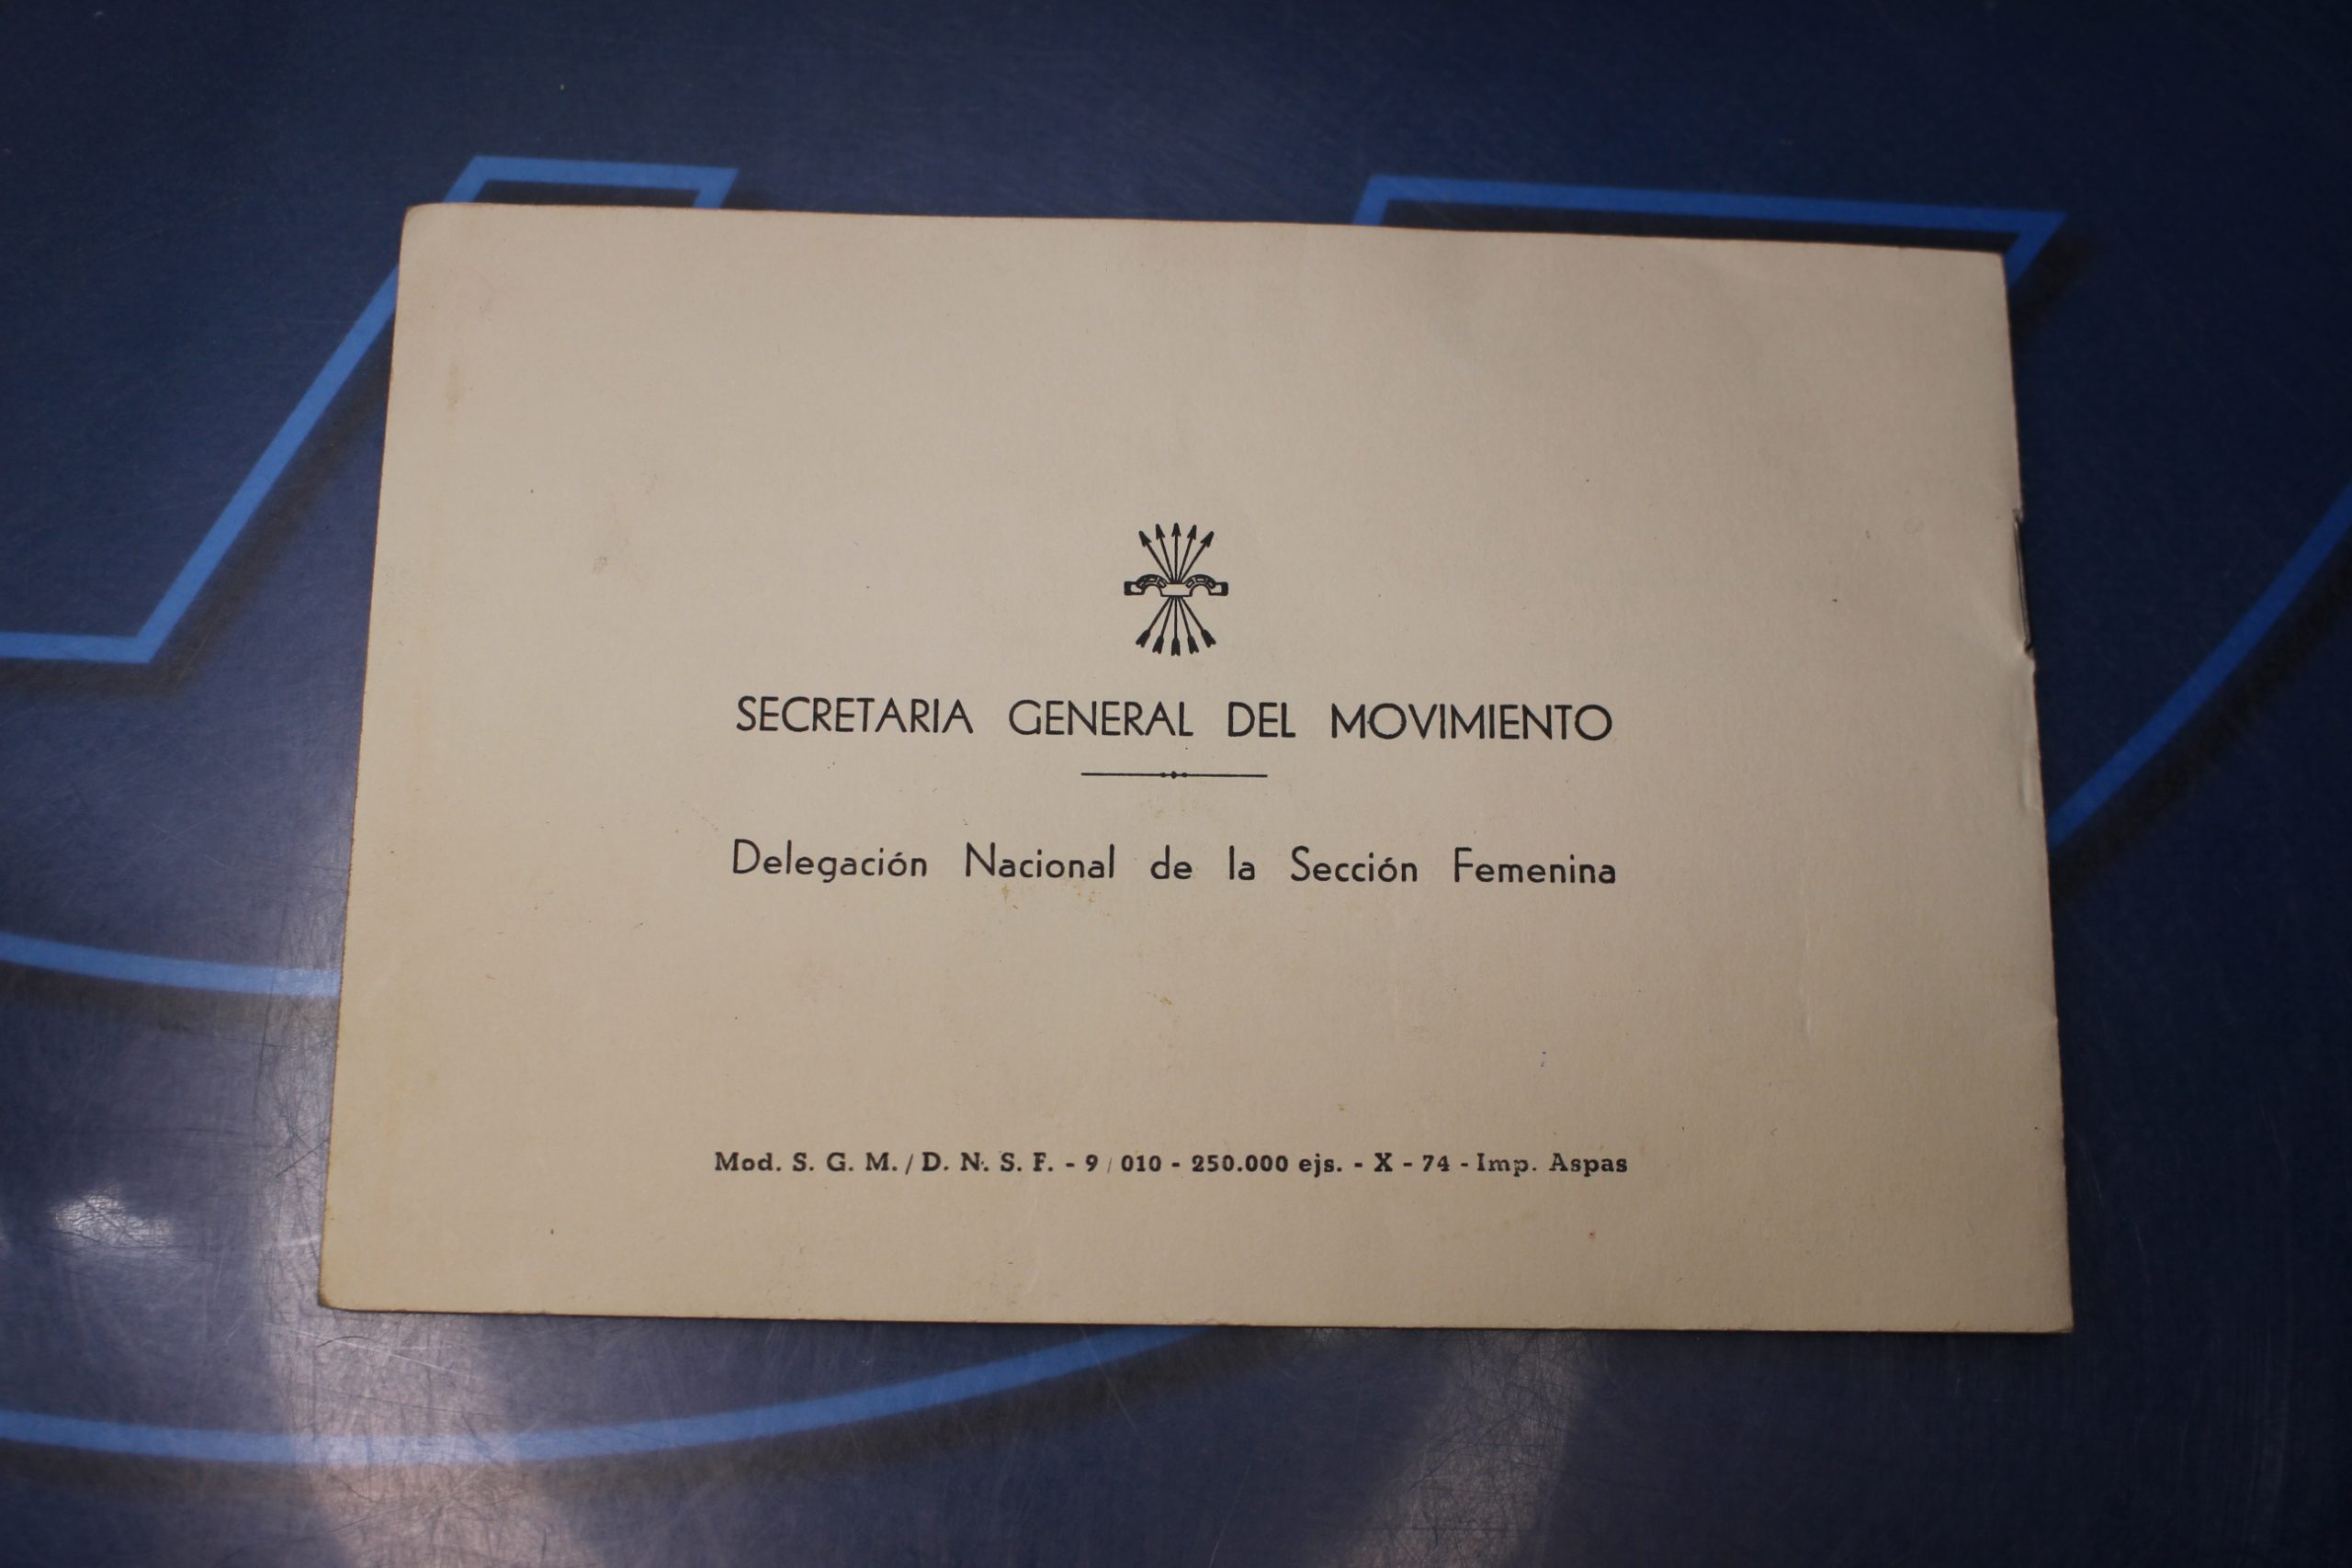 SECRETARIA GENERAL DEL MOVIMIENTO
Delegación Nacional de la Sección Femenina
Mod. S. G. M. / D. N. S. F. - 9 / 010 - 250.000 ejs. - X - 74 - Imp. Aspas